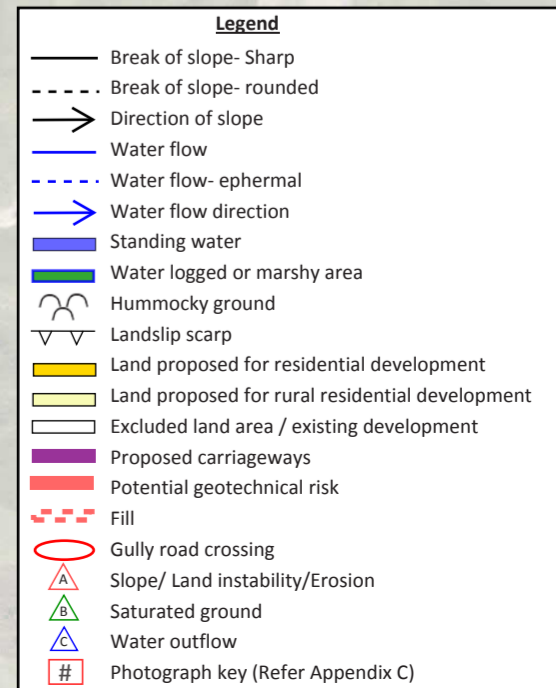 Legend
Break of slope- Sharp
Break of slope- rounded
Direction of slope
Water flow
Water flow- ephermal
Water flow direction
Standing water
Water logged or marshy area
Hummocky ground
Landslip scarp
Land proposed for residential development
Land proposed for rural residential development
Excluded land area / existing development
Proposed carriageways
Potential geotechnical risk
Fill
Gully road crossing
A Slope/ Land instability/Erosion
B Saturated ground
C Water outflow
# Photograph key (Refer Appendix C)